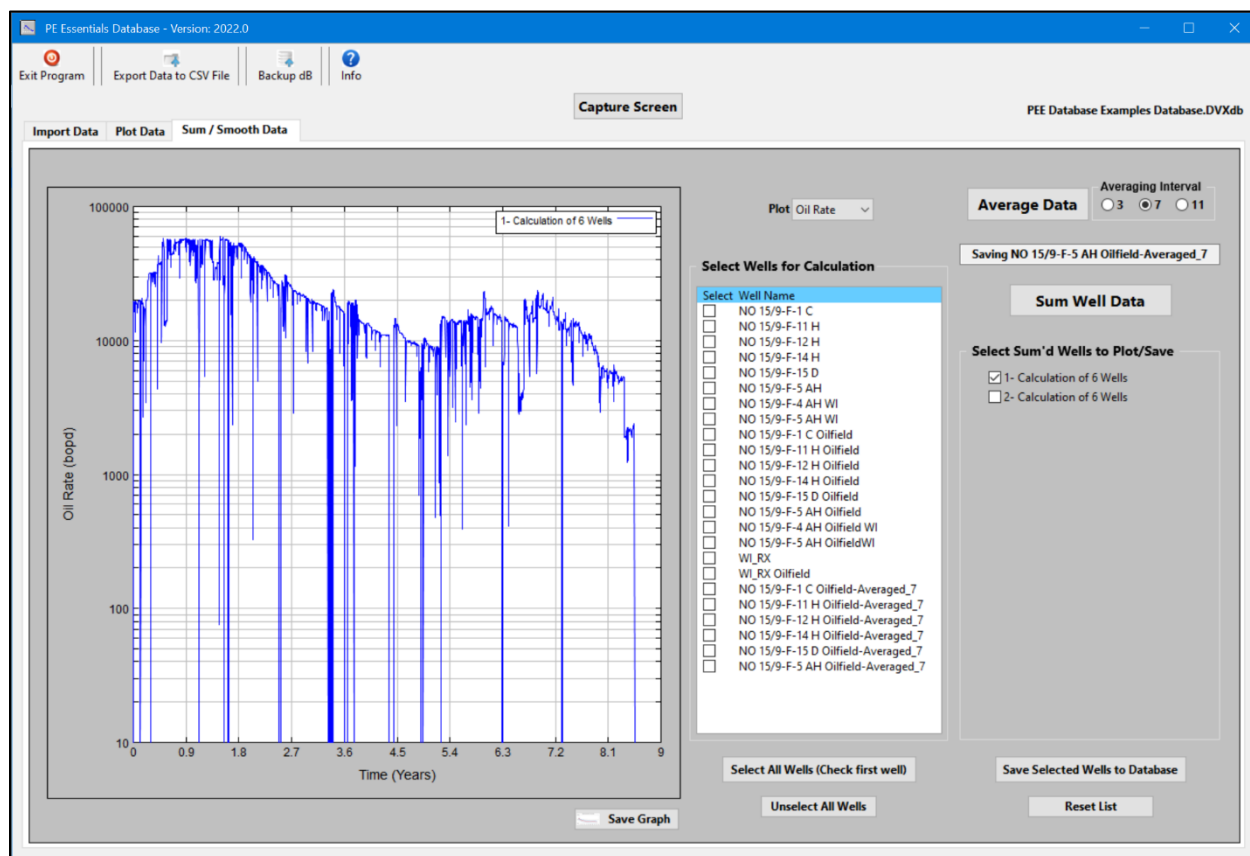 PE Essentials Database - Version: 2022.0
Exit Program
Export Data to CSV File
Backup dB
Info
Capture Screen
PEE Database Examples Database.DVXdb
Import Data
Plot Data
Sum / Smooth Data
100000
10000
1000
100
10
Oil Rate (bopd)
1- Calculation of 6 Wells
0 0.9 1.8 2.7 3.6 4.5 5.4 6.3 7.2 8.1 9
Time (Years)
Save Graph
Plot Oil Rate
Select Wells for Calculation
Select Well Name
NO 15/9-F-1 C
NO 15/9-F-11 H
NO 15/9-F-12 H
NO 15/9-F-14 H
NO 15/9-F-15 D
NO 15/9-F-5 AH
NO 15/9-F-4 AH WI
NO 15/9-F-5 AH WI
NO 15/9-F-1 C Oilfield
NO 15/9-F-11 H Oilfield
NO 15/9-F-12 H Oilfield
NO 15/9-F-14 H Oilfield
NO 15/9-F-15 D Oilfield
NO 15/9-F-5 AH Oilfield
NO 15/9-F-4 AH Oilfield WI
NO 15/9-F-5 AH OilfieldWI
WI_RX
WI_RX Oilfield
NO 15/9-F-1 C Oilfield-Averaged_7
NO 15/9-F-11 H Oilfield-Averaged_7
NO 15/9-F-12 H Oilfield-Averaged_7
NO 15/9-F-14 H Oilfield-Averaged_7
NO 15/9-F-15 D Oilfield-Averaged_7
NO 15/9-F-5 AH Oilfield-Averaged_7
Select All Wells (Check first well)
Unselect All Wells
Average Data
Averaging Interval
3 7 11
Saving NO 15/9-F-5 AH Oilfield-Averaged_7
Sum Well Data
Select Sum'd Wells to Plot/Save
1- Calculation of 6 Wells
2- Calculation of 6 Wells
Save Selected Wells to Database
Reset List